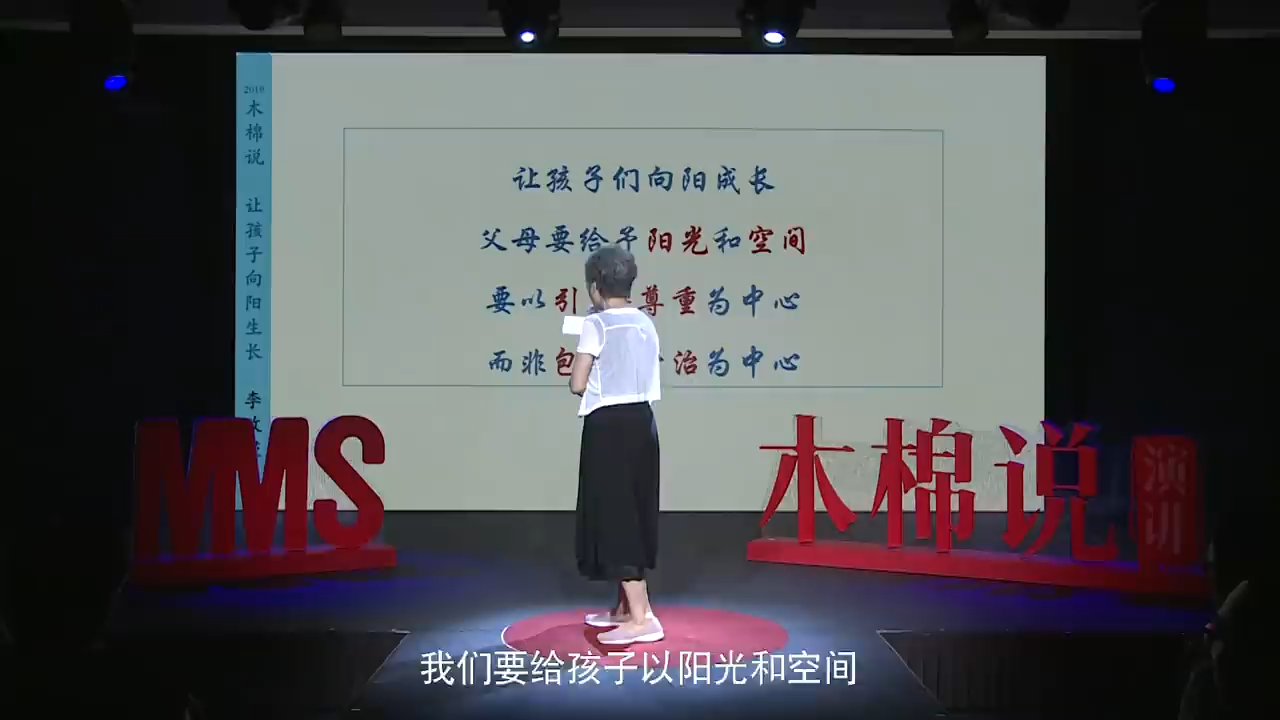 2019
木棉说
让孩子向阳生长
李
让孩子们向阳成长
父母要给予阳光和空间
要以引 尊重为中心
而非包 治为中心
MMS
木棉说
演讲
我们要给孩子以阳光和空间